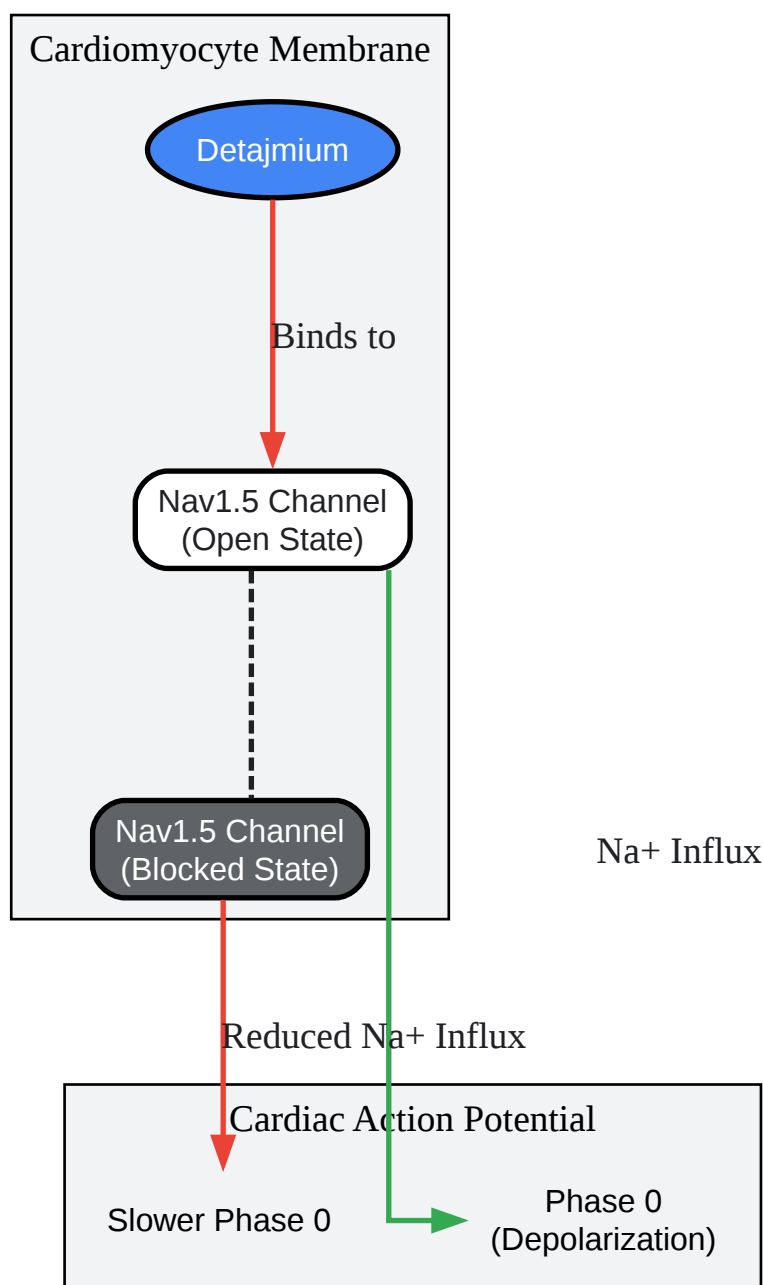 Cardiomyocyte Membrane
Detajmium
Binds to
Nav1.5 Channel
(Open State)
Nav1.5 Channel
(Blocked State)
Na+ Influx
Reduced Na+ Influx
Cardiac Action Potential
Slower Phase 0
Phase 0
(Depolarization)